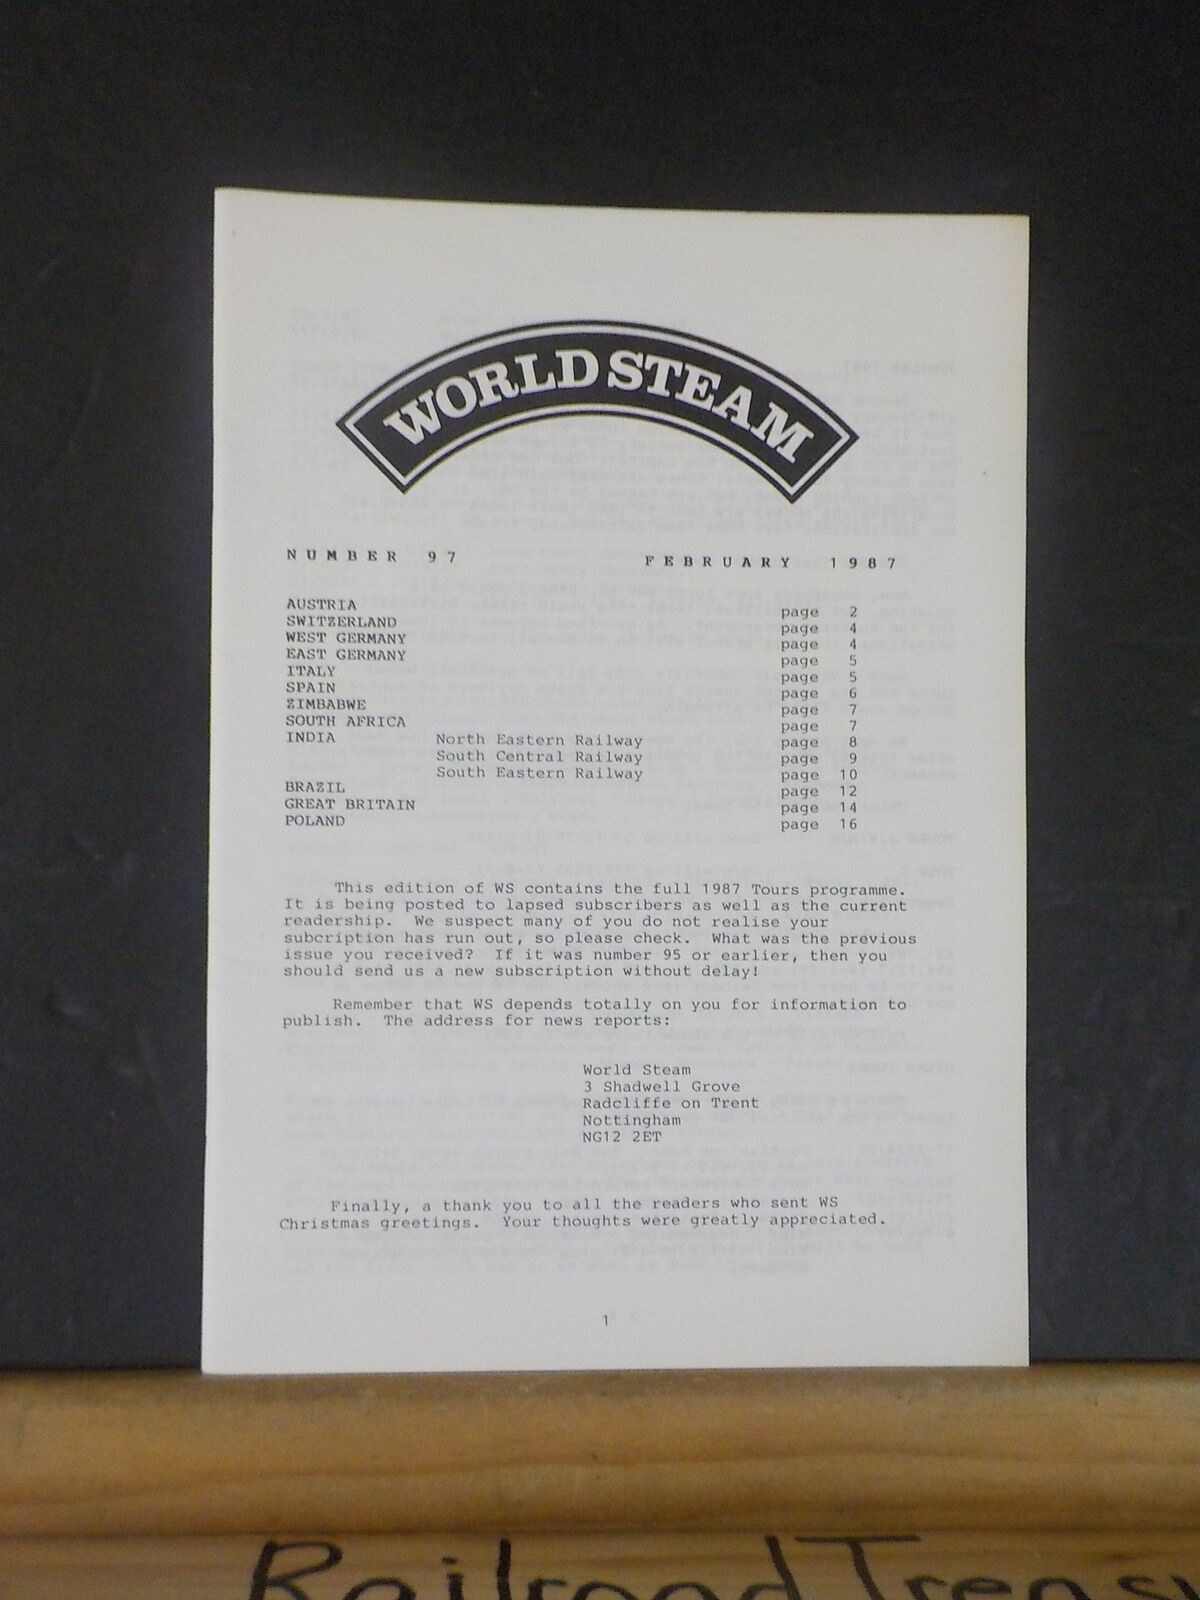 WORLD STEAM
NUMBER 97 FEBRUARY 1987
AUSTRIA page 2
SWITZERLAND page 4
WEST GERMANY page 4
EAST GERMANY page 5
ITALY page 5
SPAIN page 6
ZIMBABWE page 7
SOUTH AFRICA page 7
INDIA North Eastern Railway page 8
South Central Railway page 9
South Eastern Railway page 10
BRAZIL page 12
GREAT BRITAIN page 14
POLAND page 16
This edition of WS contains the full 1987 Tours programme.
It is being posted to lapsed subscribers as well as the current
readership. We suspect many of you do not realise your
subcription has run out, so please check. What was the previous
issue you received? If it was number 95 or earlier, then you
should send us a new subscription without delay!
Remember that WS depends totally on you for information to
publish. The address for news reports:
World Steam
3 Shadwell Grove
Radcliffe on Trent
Nottingham
NG12 2ET
Finally, a thank you to all the readers who sent WS
Christmas greetings. Your thoughts were greatly appreciated.
1
Railroad Treasu